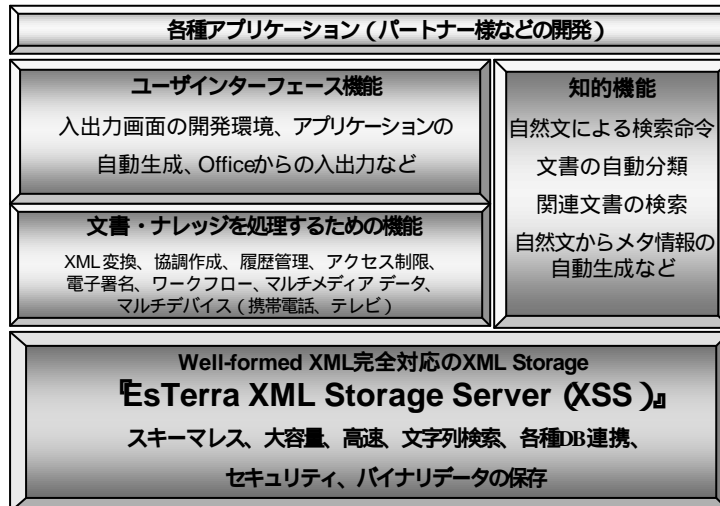 各種アプリケーション(パートナー様などの開発)
ユーザインターフェース機能
入出力画面の開発環境、アプリケーションの
自動生成、Officeからの入出力など
文書・ナレッジを処理するための機能
XML変換、協調作成、履歴管理、アクセス制限、
電子署名、ワークフロー、マルチメディアデータ、
マルチデバイス(携帯電話、テレビ)
知的機能
自然文による検索命令
文書の自動分類
関連文書の検索
自然文からメタ情報の
自動生成など
Well-formed XML完全対応のXML Storage
『EsTerra XML Storage Server (XSS)』
スキーマレス、大容量、高速、文字列検索、各種DB連携、
セキュリティ、バイナリデータの保存